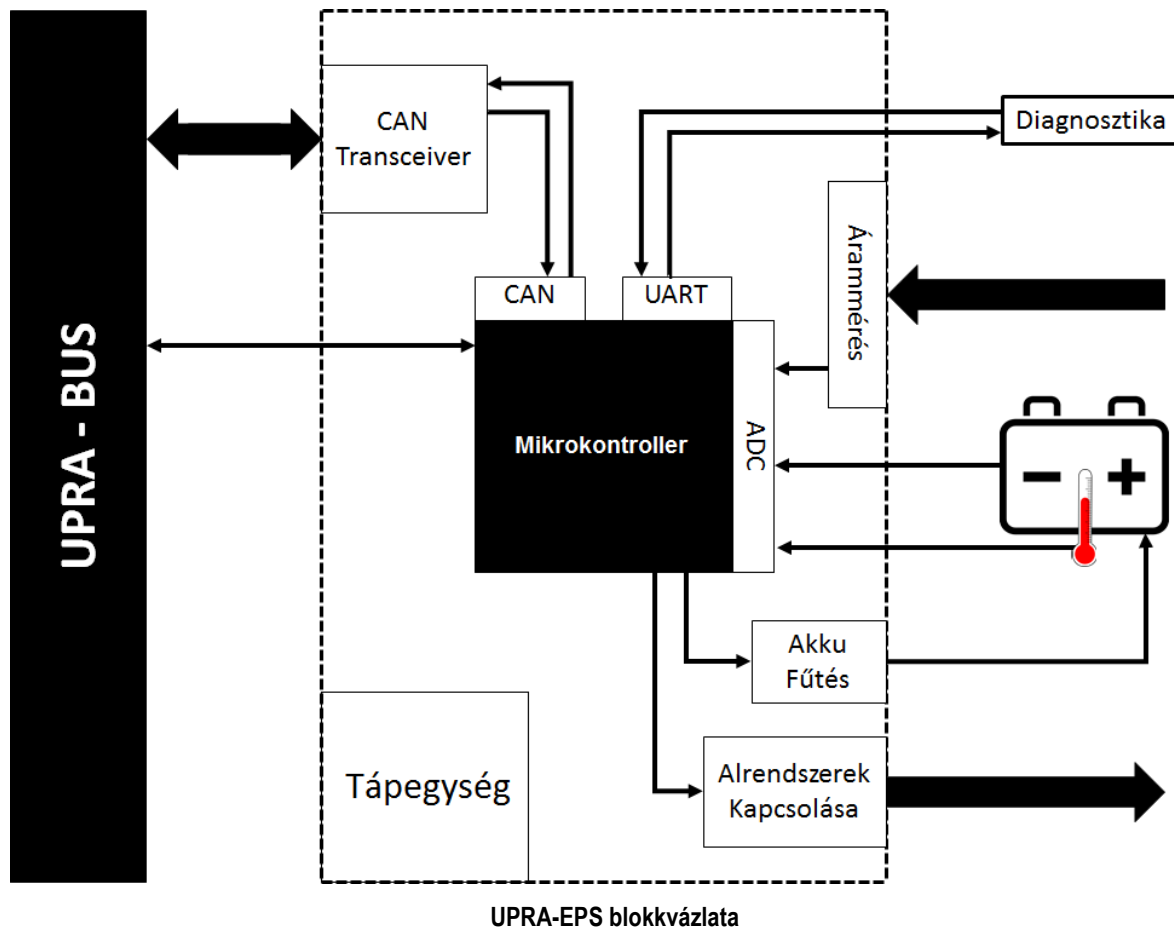 UPRA - BUS
CAN
Transceiver
Diagnosztika
Árammérés
CAN
UART
Mikrokontroller
ADC
Akku
Fűtés
Tápegység
Alrendszerek
Kapcsolása
UPRA-EPS blokkvázlata